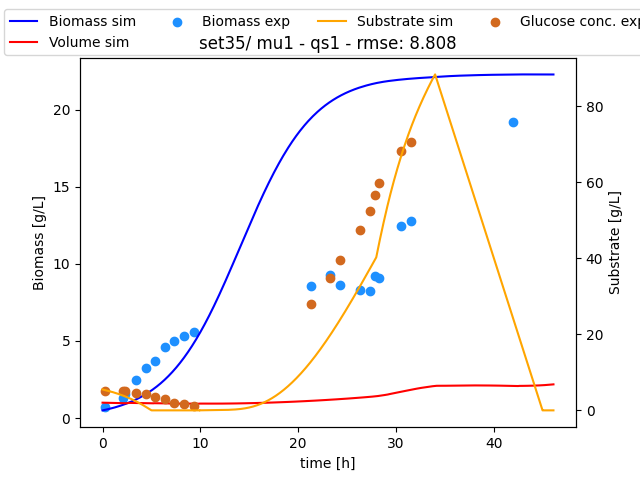 Biomass sim Biomass exp Substrate sim Glucose conc. exp
Volume sim
set35/ mu1 - qs1 - rmse: 8.808
20
15
10
5
0
Biomass [g/L]
80
60
40
20
0
Substrate [g/L]
0 10 20 30 40
time [h]